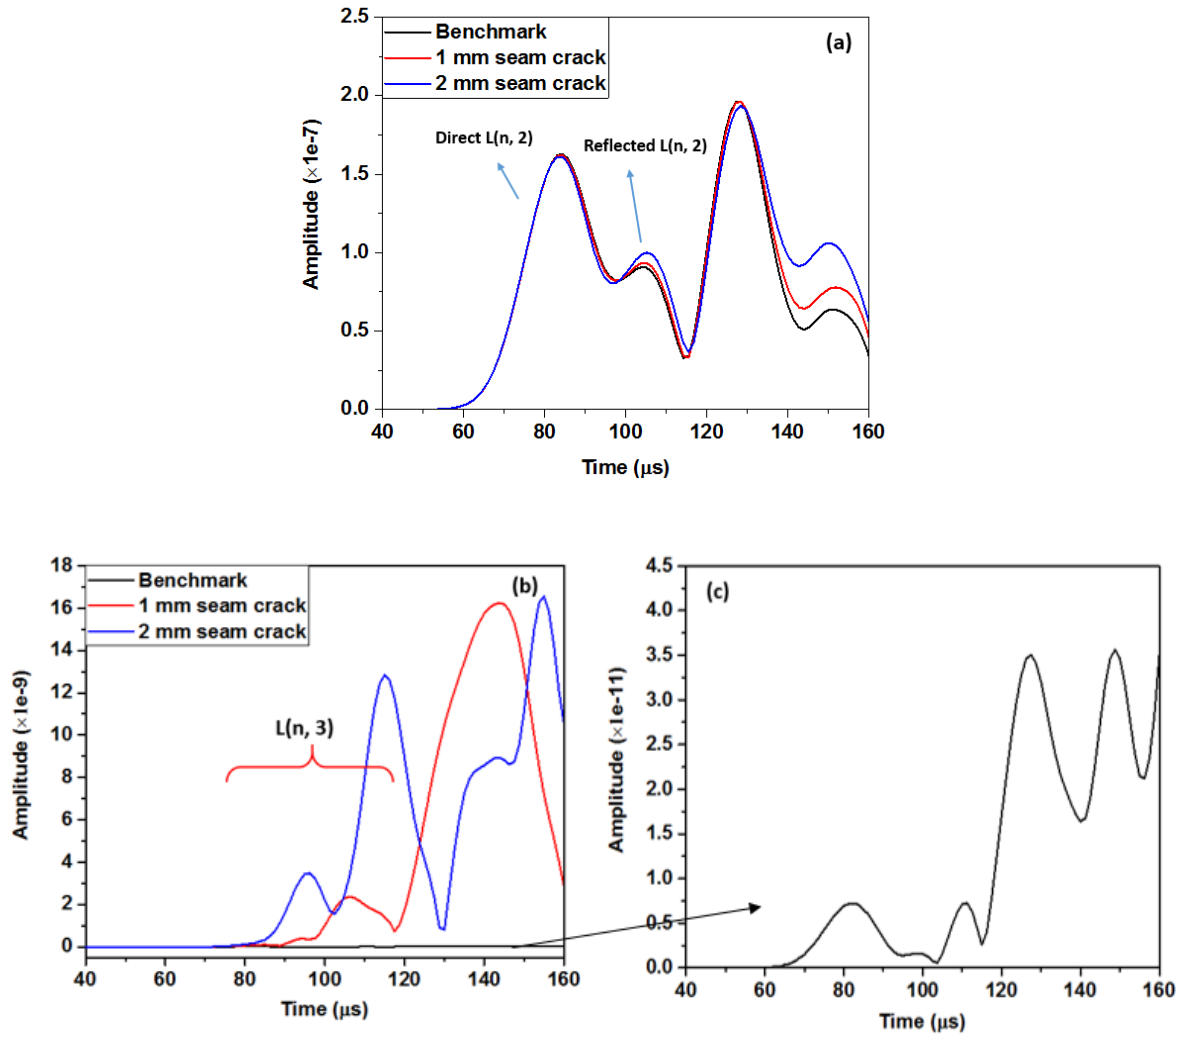 2.5
Benchmark
1 mm seam crack
2 mm seam crack
(a)
2.0
Direct L(n, 2)
Reflected L(n, 2)
1.5
1.0
0.5
0.0
Amplitude (×1e-7)
40 60 80 100 120 140 160
Time (μs)
18
Benchmark
1 mm seam crack
2 mm seam crack
(b)
16
14
12
10
8
6
4
2
0
L(n, 3)
Amplitude (×1e-9)
40 60 80 100 120 140 160
Time (μs)
4.5
(c)
4.0
3.5
3.0
2.5
2.0
1.5
1.0
0.5
0.0
Amplitude (×1e-11)
40 60 80 100 120 140 160
Time (μs)